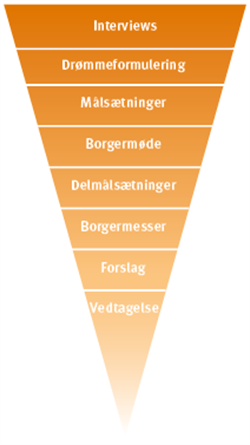 Interviews
Drømmeformulering
Målsætninger
Borgermøde
Delmålsætninger
Borgermesser
Forslag
Vedtagelse